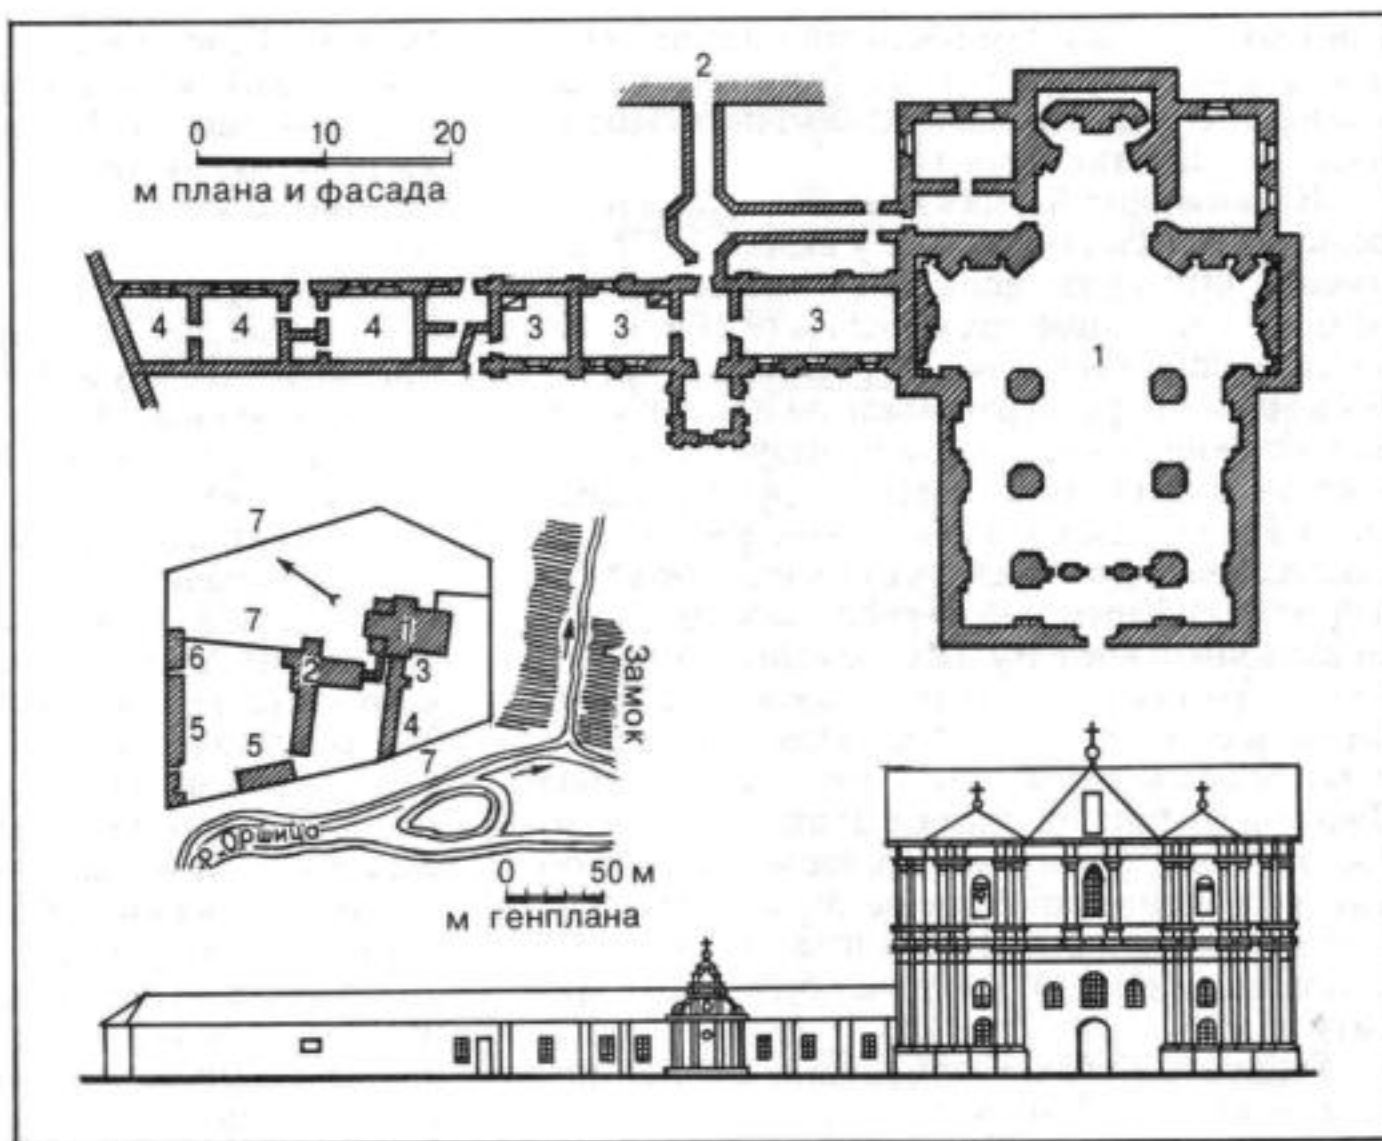 2
0 10 20
м плана и фасада
4 4 4 3 3 3
1
7
7
6 2 1 3
5 5 4
7
Замок
р. Оршица
0 50 м
м генплана